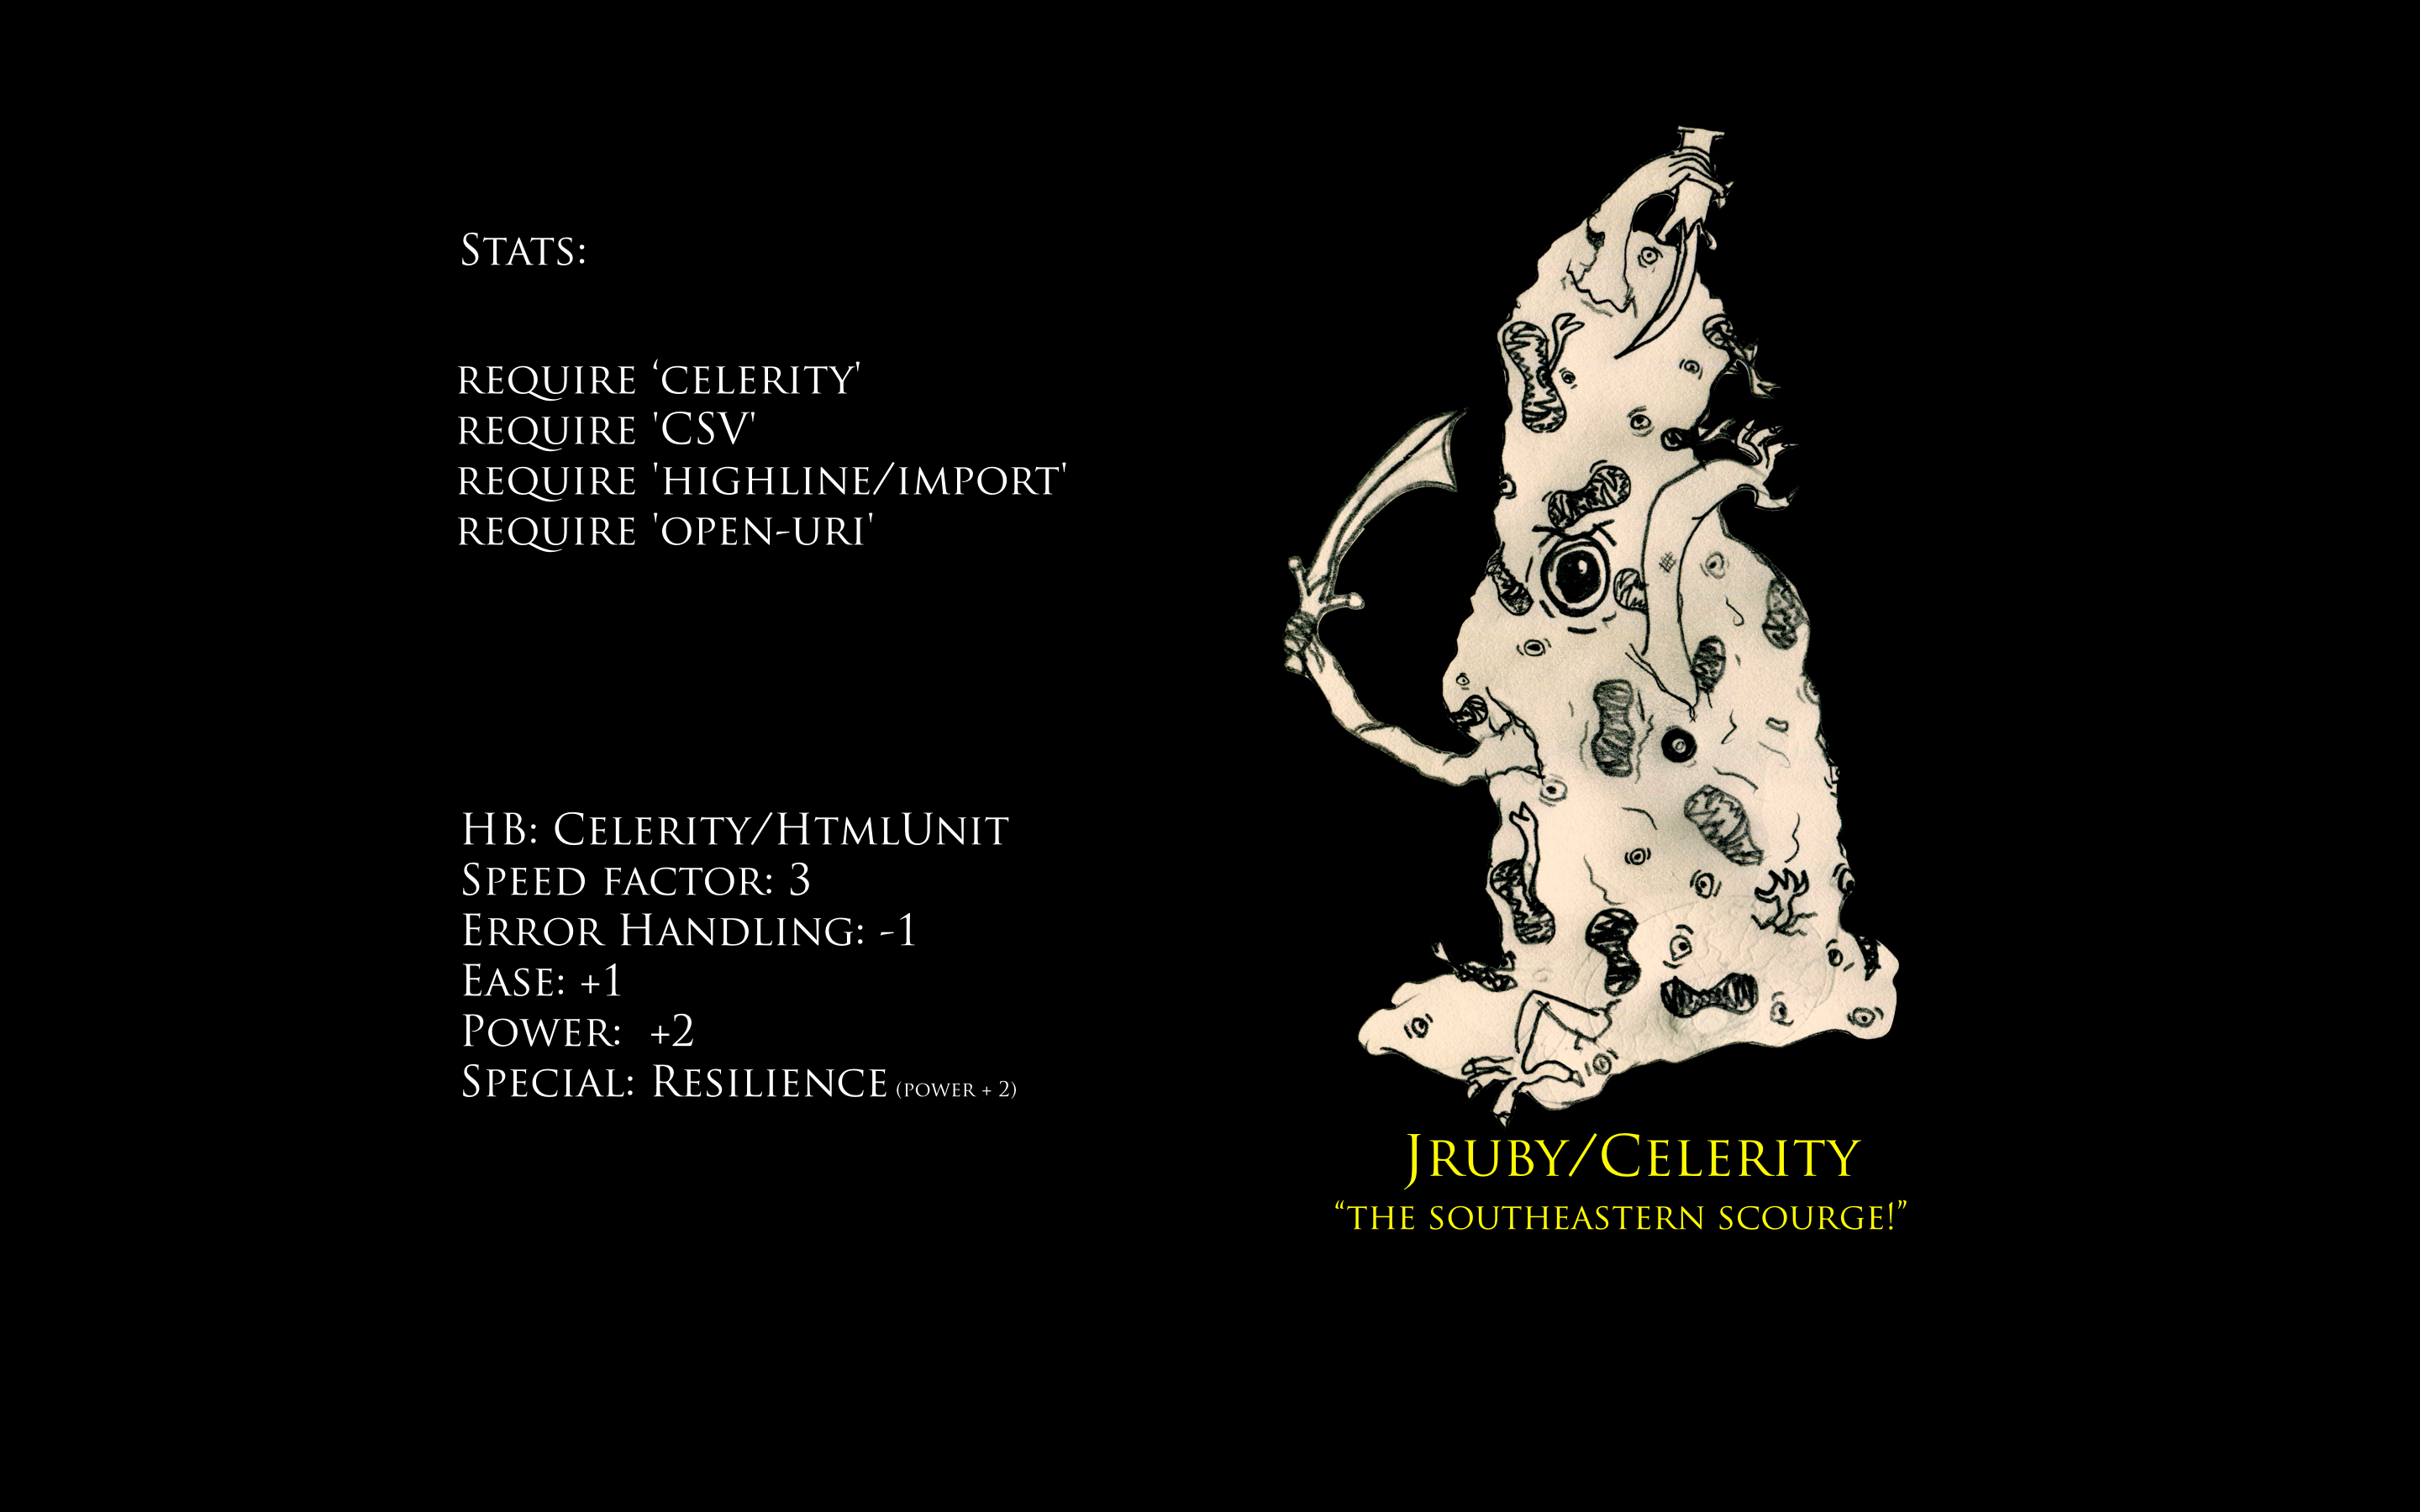 Stats:
require ‘celerity'
require 'CSV'
require 'highline/import'
require 'open-uri'
HB: Celerity/HtmlUnit
Speed factor: 3
Error Handling: -1
Ease: +1
Power: +2
Special: Resilience (power + 2)
Jruby/Celerity
“the southeastern scourge!”